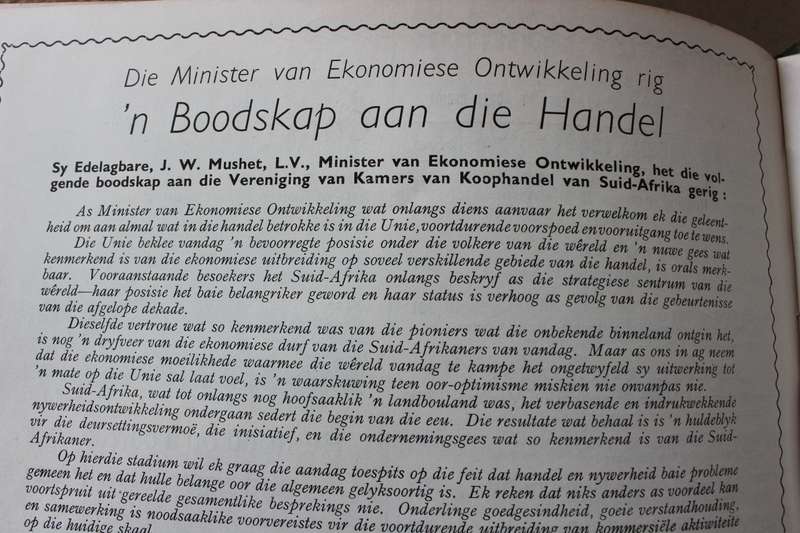 Die Minister van Ekonomiese Ontwikkeling rig
'n Boodskap aan die Handel
Sy Edelagbare, J. W. Mushet, L.V., Minister van Ekonomiese Ontwikkeling, het die vol-
gende boodskap aan die Vereniging van Kamers van Koophandel van Suid-Afrika gerig :
As Minister van Ekonomiese Ontwikkeling wat onlangs diens aanvaar het verwelkom ek die geleent-
heid om aan almal wat in die handel betrokke is in die Unie, voortdurende voorspoed en vooruitgang toe te wens.
Die Unie beklee vandag 'n bevoorregte posisie onder die volkere van die wêreld en 'n nuwe gees wat
kenmerkend is van die ekonomiese uitbreiding op soveel verskillende gebiede van die handel, is orals merk-
baar. Vooraanstaande besoekers het Suid-Afrika onlangs beskryf as die strategiese sentrum van die
wêreld—haar posisie het baie belangriker geword en haar status is verhoog as gevolg van die gebeurtenisse
van die afgelope dekade.
Dieselfde vertroue wat so kenmerkend was van die pioniers wat die onbekende binneland ontgin het,
is nog 'n dryfveer van die ekonomiese durf van die Suid-Afrikaners van vandag. Maar as ons in ag neem
dat die ekonomiese moeilikhede waarmee die wêreld vandag te kampe het ongetwyfeld sy uitwerking tot
'n mate op die Unie sal laat voel, is 'n waarskuwing teen oor-optimisme miskien nie onvanpas nie.
Suid-Afrika, wat tot onlangs nog hoofsaaklik 'n landbouland was, het verbasende en indrukwekkende
nywerheidsontwikkeling ondergaan sedert die begin van die eeu. Die resultate wat behaal is is 'n huldeblyk
vir die deursettingsvermoë, die inisiatief, en die ondernemingsgees wat so kenmerkend is van die Suid-
Afrikaner.
Op hierdie stadium wil ek graag die aandag toespits op die feit dat handel en nywerheid baie probleme
gemeen het en dat hulle belange oor die algemeen gelyksoortig is. Ek reken dat niks anders as voordeel kan
voortspruit uit gereelde gesamentlike besprekings nie. Onderlinge goedgesindheid, goeie verstandhouding,
en samewerking is noodsaaklike voorvereistes vir die voortdurende uitbreiding van kommersiële aktiwiteite
op die huidige skaal.